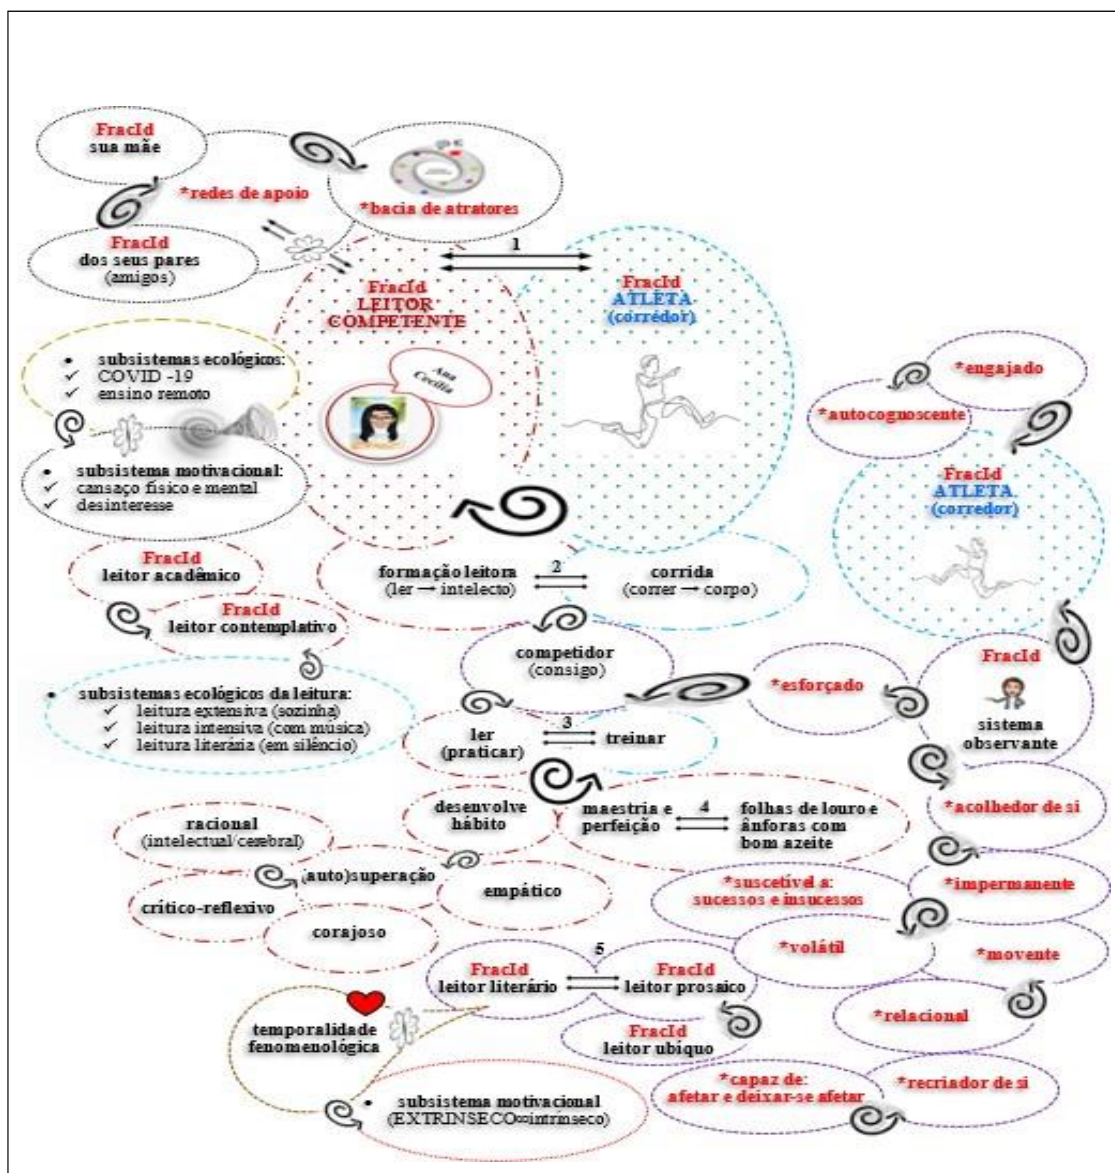 FracId
sua mãe
*redes de apoio
*bacia de atratores
FracId
dos seus pares
(amigos)
1
FracId
LEITOR
COMPETENTE
FracId
ATLETA
(corredor)
Ana
Cecília
• subsistemas ecológicos:
✓ COVID -19
✓ ensino remoto
• subsistema motivacional:
✓ cansaço físico e mental
✓ desinteresse
*engajado
*autocognoscente
FracId
ATLETA
(corredor)
FracId
leitor acadêmico
FracId
leitor contemplativo
formação leitora
(ler → intelecto)
2
corrida
(correr → corpo)
competidor
(consigo)
*esforçado
FracId
sistema
observante
• subsistemas ecológicos da leitura:
✓ leitura extensiva (sozinha)
✓ leitura intensiva (com música)
✓ leitura literária (em silêncio)
ler
(praticar)
3
treinar
desenvolve
hábito
maestria e
perfeição
4
folhas de louro e
ânforas com
bom azeite
*acolhedor de si
racional
(intelectual/cerebral)
(auto)superação
empático
crítico-reflexivo
corajoso
*suscetível a:
sucessos e insucessos
*impermanente
*volátil
*movente
5
FracId
leitor literário
FracId
leitor prosaico
FracId
leitor ubíquo
*relacional
temporalidade
fenomenológica
*capaz de:
afetar e deixar-se afetar
*recriador de si
• subsistema motivacional
(EXTRINSECO∞intrínseco)